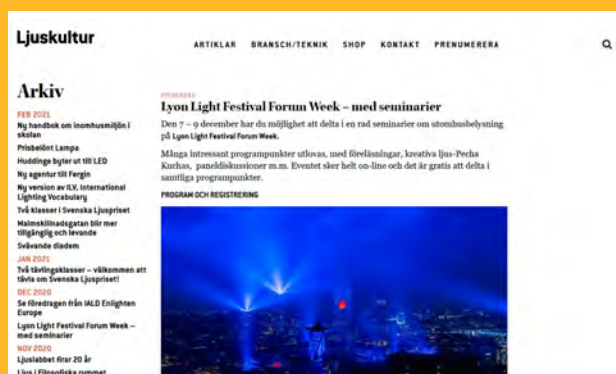 Ljuskultur
ARTIKLAR BRANSCH/TEKNIK SHOP KONTAKT PRENUMERERA
Arkiv
FEB 2021
Ny handbok om inomhusmiljön i
skolan
Prisbelönt Lampa
Huddinge byter ut till LED
Ny agentur till Fergin
Ny version av ILV, International
Lighting Vocabulary
Två klasser i Svenska Ljuspriset
Malmskillnadsgatan blir mer
tillgänglig och levande
Svävande diadem
JAN 2021
Två tävlingsklasser – välkommen att
tävla om Svenska Ljuspriset!
DEC 2020
Se föredragen från IALD Enlighten
Europe
Lyon Light Festival Forum Week –
med seminarier
NOV 2020
Ljuslabbet firar 20 år
Ljus i Filosofiska rummet
Lyon Light Festival Forum Week – med seminarier
Den 7 – 9 december har du möjlighet att delta i en rad seminarier om utomhusbelysning
på Lyon Light Festival Forum Week.
Många intressant programpunkter utlovas, med föreläsningar, kreativa ljus-Pecha
Kuchas, paneldiskussioner m.m. Eventet sker helt on-line och det är gratis att delta i
samtliga programpunkter.
PROGRAM OCH REGISTRERING